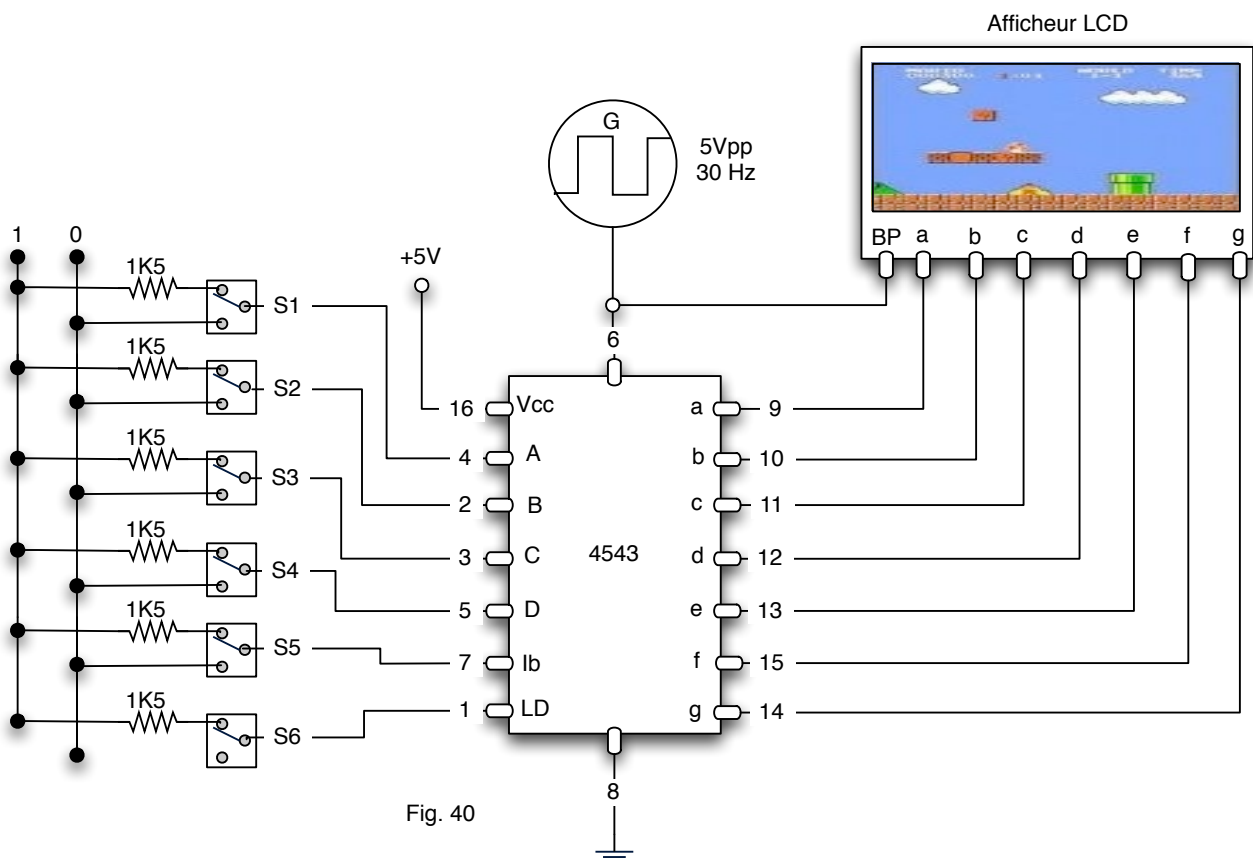 Afficheur LCD
G
5Vpp
30 Hz
BP a b c d e f g
1 0
+5V
1K5
S1
6
1K5
S2
16 Vcc a 9
1K5
4 A b 10
S3
2 B c 11
1K5
3 C 4543 d 12
S4
5 D e 13
1K5
S5
7 Ib f 15
1K5
1 LD g 14
S6
8
Fig. 40